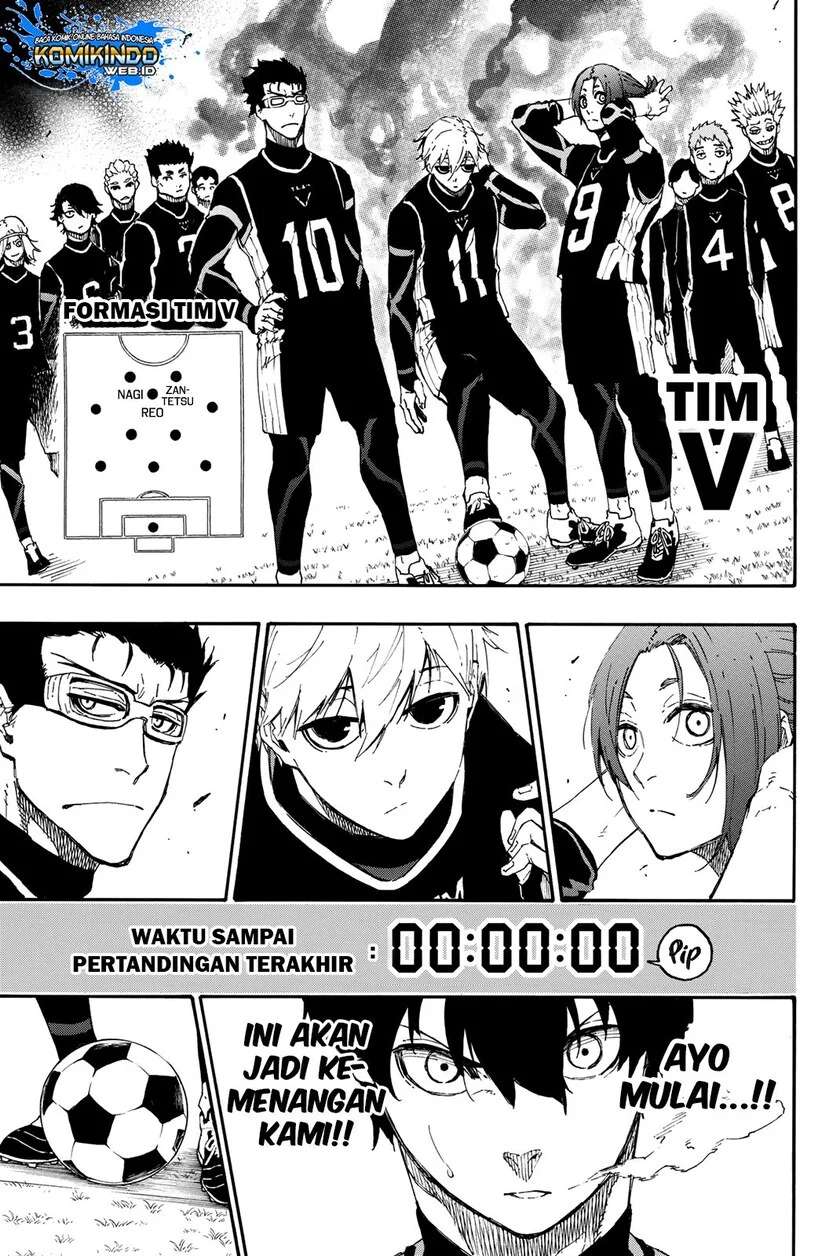 BACA KOMIK ONLINE BAHASA INDONESIA
KOMIKINDO
WEB.ID
10
11
9
3
4
8
FORMASI TIM V
NAGI
ZAN-
TETSU
REO
TIM
V
WAKTU SAMPAI
PERTANDINGAN TERAKHIR
: 00:00:00
Pip
AYO
MULAI...!!
INI AKAN
JADI KE-
MENANGAN
KAMI!!